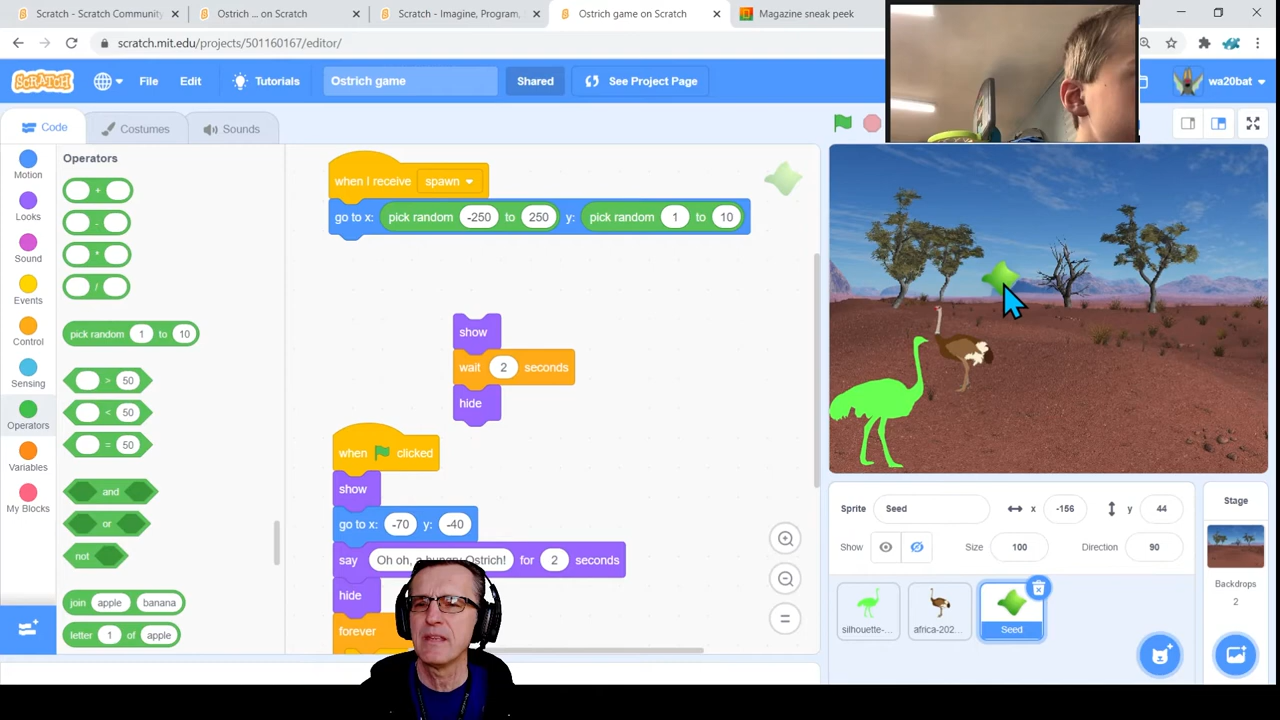 Scratch - Scratch Community
Ostrich ... on Scratch
Scratch - Imagine, Program,
Ostrich game on Scratch
Magazine sneak peek
scratch.mit.edu/projects/501160167/editor/
SCRATCH
File
Edit
Tutorials
Ostrich game
Shared
See Project Page
wa20bat
Code
Costumes
Sounds
Motion
Looks
Sound
Events
Control
Sensing
Operators
Variables
My Blocks
Operators
+
-
*
/
pick random 1 to 10
> 50
< 50
= 50
and
or
not
join apple banana
letter 1 of apple
when I receive spawn
go to x: pick random -250 to 250 y: pick random 1 to 10
show
wait 2 seconds
hide
when clicked
show
go to x: -70 y: -40
say Oh oh, a hungry Ostrich! for 2 seconds
hide
forever
Sprite Seed x -156 y 44
Show Size 100 Direction 90
silhouette-...
africa-202...
Seed
Stage
Backdrops
2